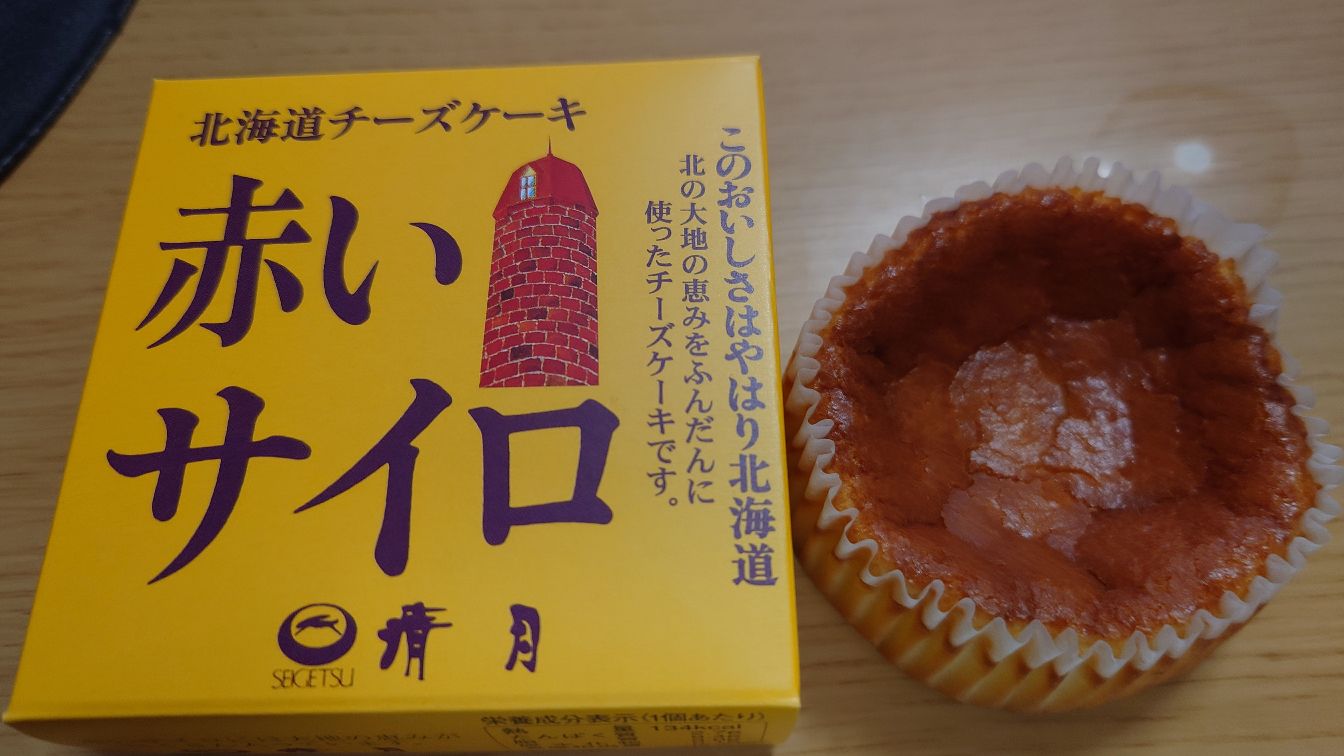 北海道チーズケーキ
赤い
サイロ
このおいしさはやはり北海道
北の大地の恵みをふんだんに
使ったチーズケーキです。
SEIGETSU
清月
栄養成分表示(1個あたり)
134kcal